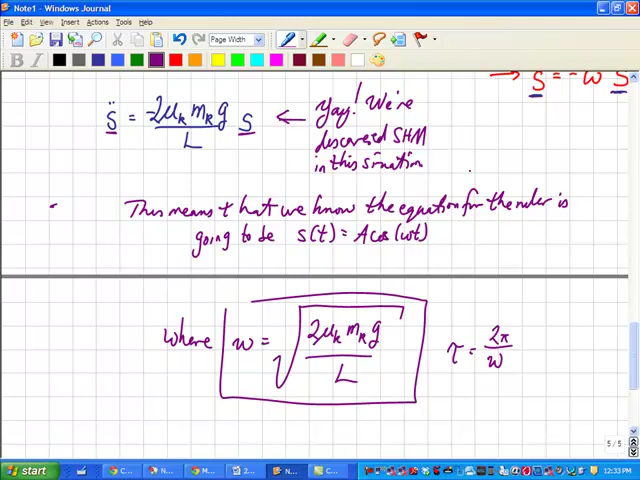 Note1 - Windows Journal
File Edit View Insert Actions Tools Help
Page Width
B I
→ S̈ = -ω S
S̈ = -2μₖ mR g / L S ← Yay! We're
discovered SHM
in this situation
This means that we know the equation for the ruler is
going to be s(t) = A cos(ωt)
where ω = √(2μₖ mR g / L) τ = 2π / ω
5/5
start C... N... M... 2... N... C... 12:33 PM